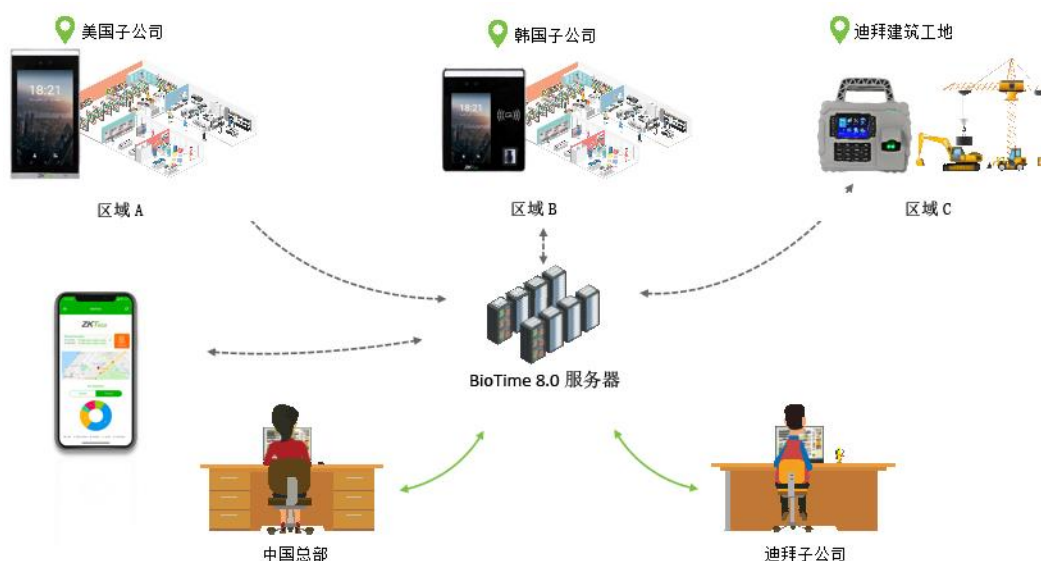 美国子公司
韩国子公司
迪拜建筑工地
18:21
18:21
区域 A
区域 B
区域 C
ZKTeco
BioTime 8.0 服务器
中国总部
迪拜子公司